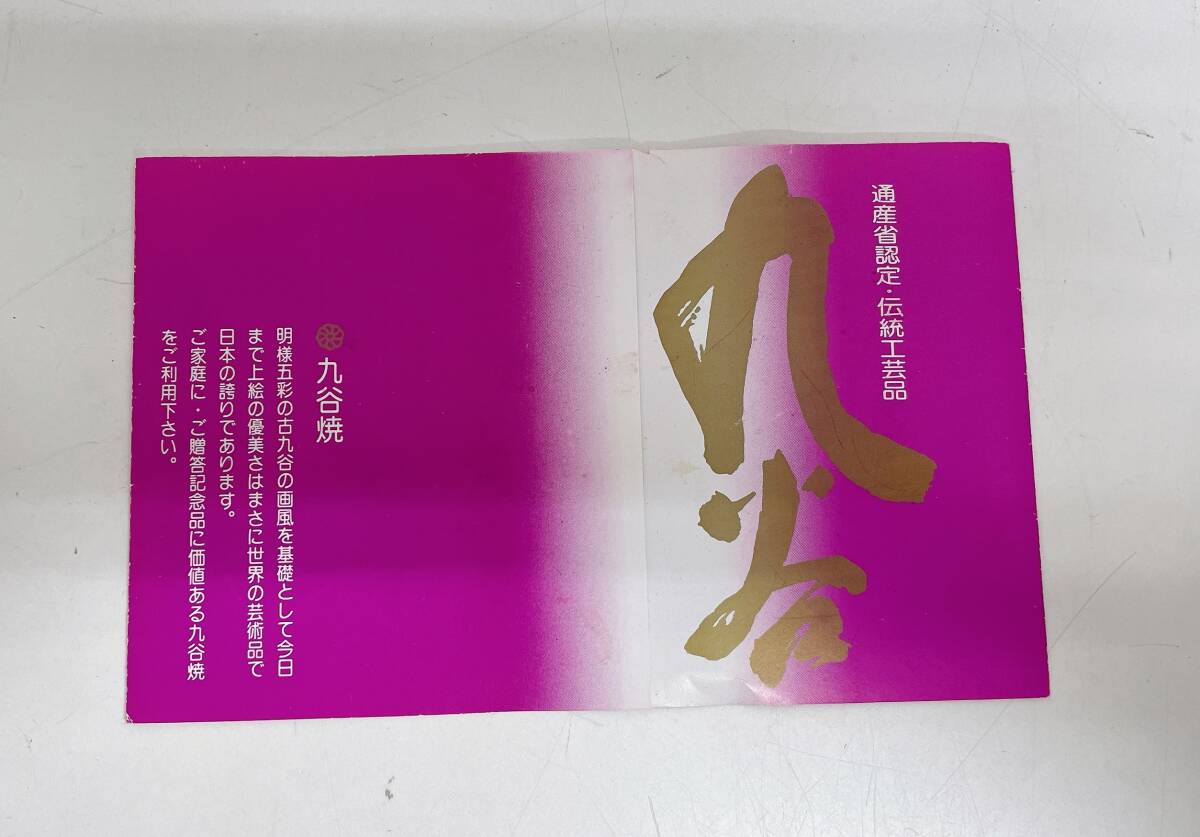 通産省認定・伝統工芸品
九谷
九谷焼
明様五彩の古九谷の画風を基礎として今日
まで上絵の優美さはまさに世界の芸術品で
日本の誇りであります。
ご家庭に・ご贈答記念品に価値ある九谷焼
をご利用下さい。